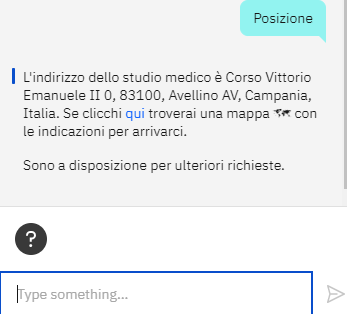 Posizione
L'indirizzo dello studio medico è Corso Vittorio
Emanuele II 0, 83100, Avellino AV, Campania,
Italia. Se clicchi qui troverai una mappa 🗺 con
le indicazioni per arrivarci.
Sono a disposizione per ulteriori richieste.
?
Type something...